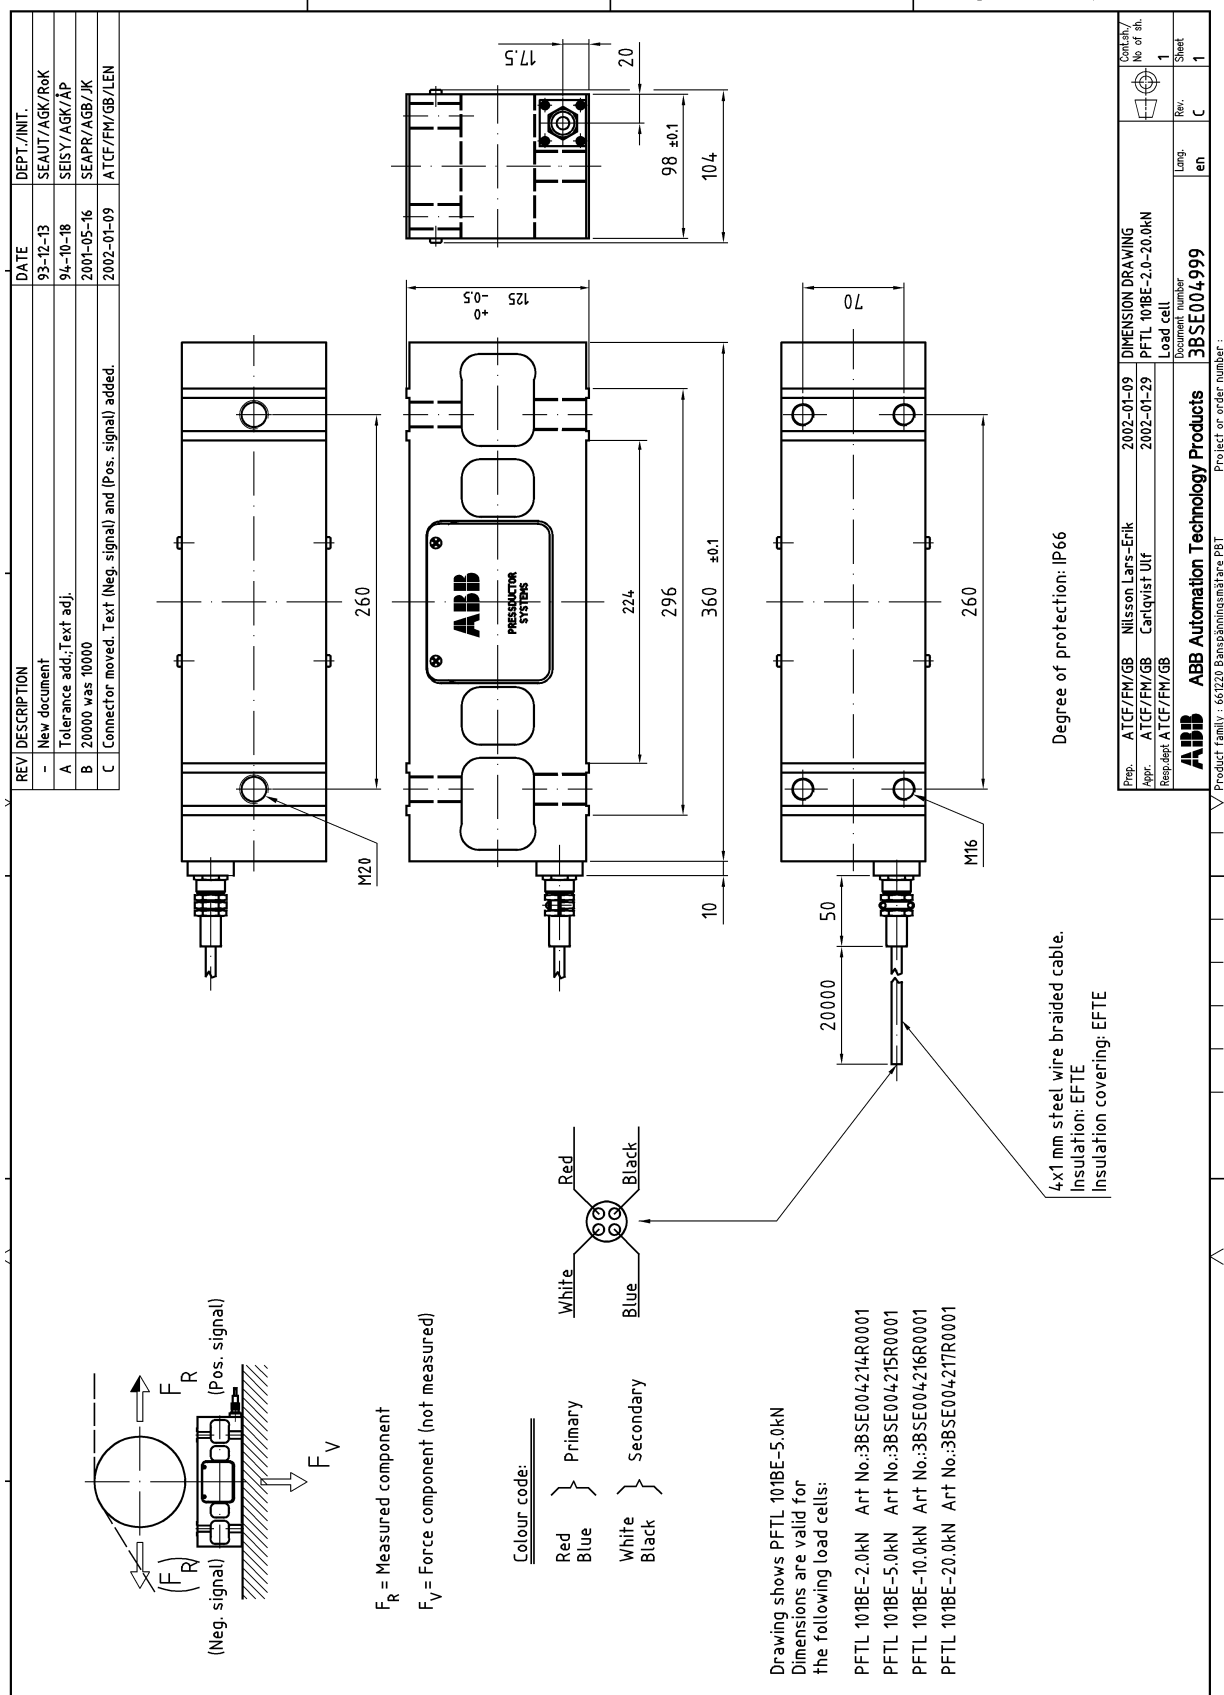 REV DESCRIPTION DATE DEPT./INIT.
- New document 93-12-13 SEAUT/AGK/RoK
A Tolerance add.;Text adj. 94-10-18 SEISY/AGK/ÅP
B 20000 was 10000 2001-05-16 SEAPR/AGB/JK
C Connector moved. Text (Neg. signal) and (Pos. signal) added. 2002-01-09 ATCF/FM/GB/LEN
F R
(F R)
(Neg. signal)
(Pos. signal)
F V
F R = Measured component
F V = Force component (not measured)
Colour code:
Red
Blue
Primary
White
Black
Secondary
White
Red
Blue
Black
M20
260
17.5
20
98 ±0.1
104
125 +0 -0.5
ABB
PRESSDUCTOR
SYSTEMS
224
296
360 ±0.1
10
70
260
M16
50
20000
4x1 mm steel wire braided cable.
Insulation: EFTE
Insulation covering: EFTE
Degree of protection: IP66
Drawing shows PFTL 101BE-5.0kN
Dimensions are valid for
the following load cells:
PFTL 101BE-2.0kN Art No.:3BSE004214R0001
PFTL 101BE-5.0kN Art No.:3BSE004215R0001
PFTL 101BE-10.0kN Art No.:3BSE004216R0001
PFTL 101BE-20.0kN Art No.:3BSE004217R0001
Prep. ATCF/FM/GB Nilsson Lars-Erik 2002-01-09
Appr. ATCF/FM/GB Carlqvist Ulf 2002-01-29
Resp.dept ATCF/FM/GB
ABB ABB Automation Technology Products
DIMENSION DRAWING
PFTL 101BE-2.0-20.0kN
Load cell
Document number
3BSE004999
Lang.
en
Rev.
C
Cont.sh./
No of sh.
1
Sheet
1
Product family : 661220 Banspänningsmätare PBT Project or order number :